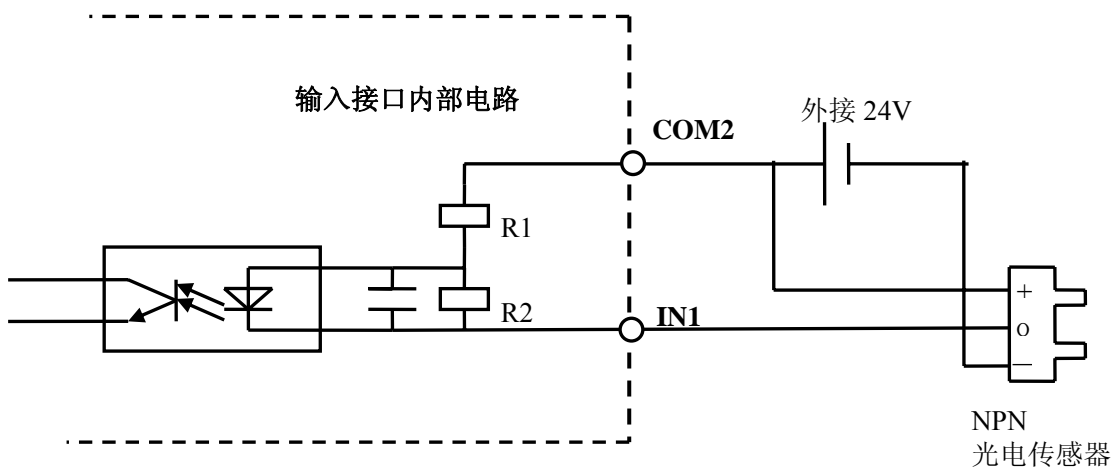 输入接口内部电路
外接 24V
COM2
R1
R2
IN1
+
O
—
NPN
光电传感器